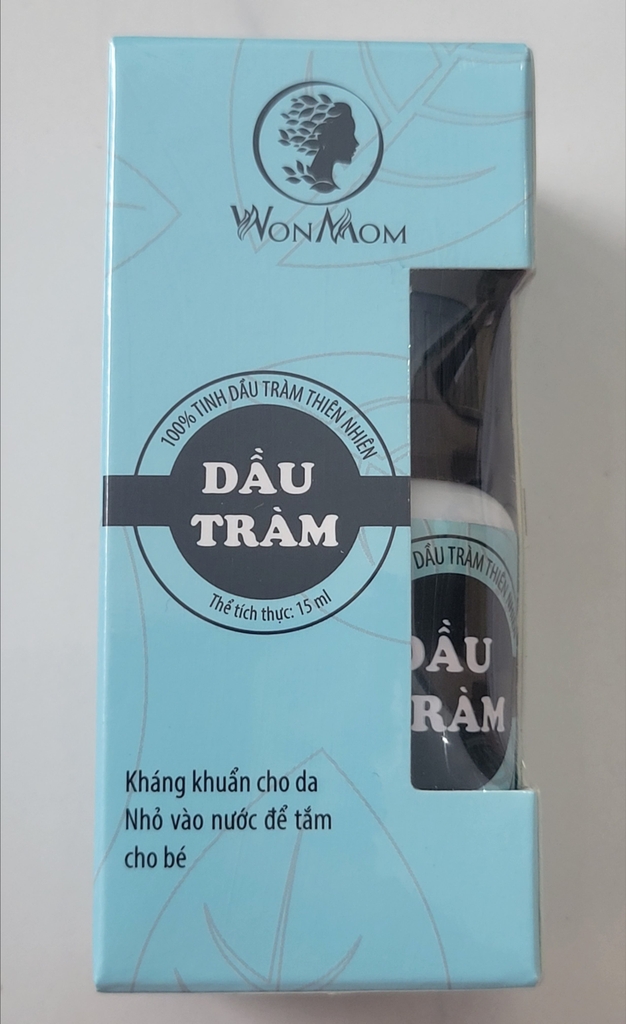 WONMOM
100% TINH DẦU TRÀM THIÊN NHIÊN
DẦU
TRÀM
Thể tích thực: 15 ml
DẦU TRÀM THIÊN
DẦU
TRÀM
Kháng khuẩn cho da
Nhỏ vào nước để tắm
cho bé